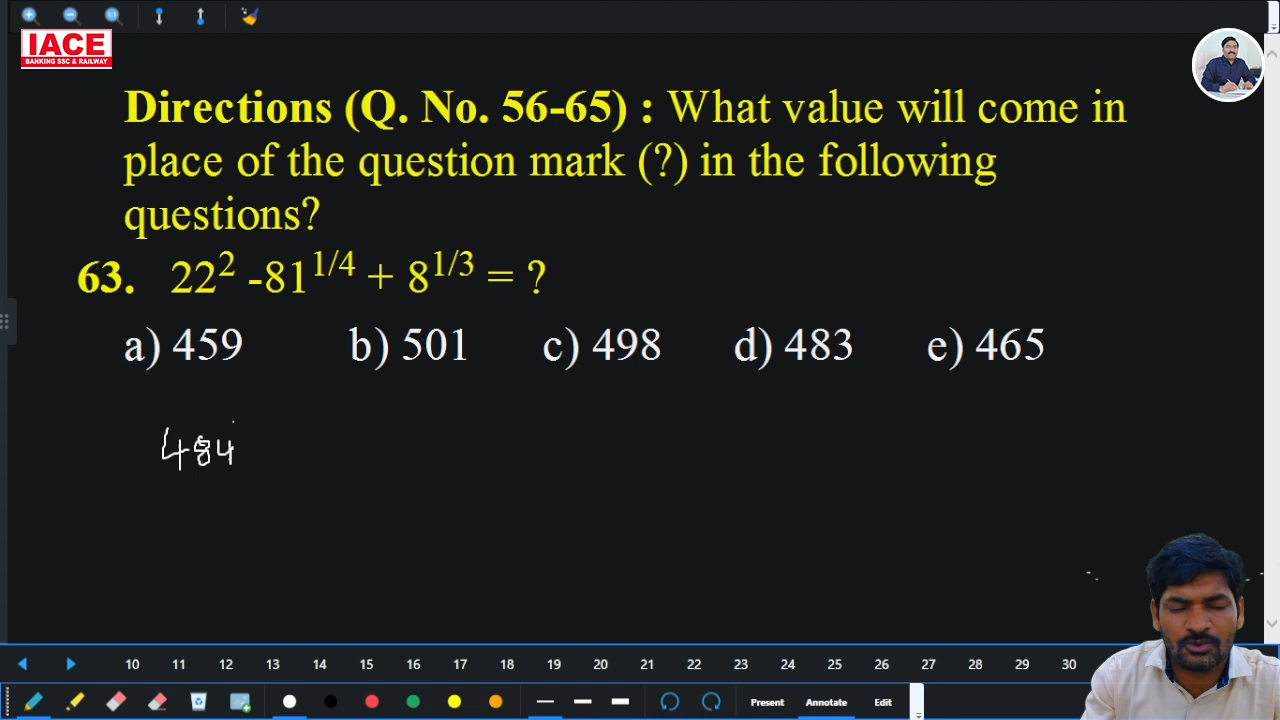 IACE
BANKING SSC & RAILWAY
Directions (Q. No. 56-65) : What value will come in
place of the question mark (?) in the following
questions?
63. 22² -81^1/4 + 8^1/3 = ?
a) 459 b) 501 c) 498 d) 483 e) 465
484
10 11 12 13 14 15 16 17 18 19 20 21 22 23 24 25 26 27 28 29 30
Present Annotate Edit